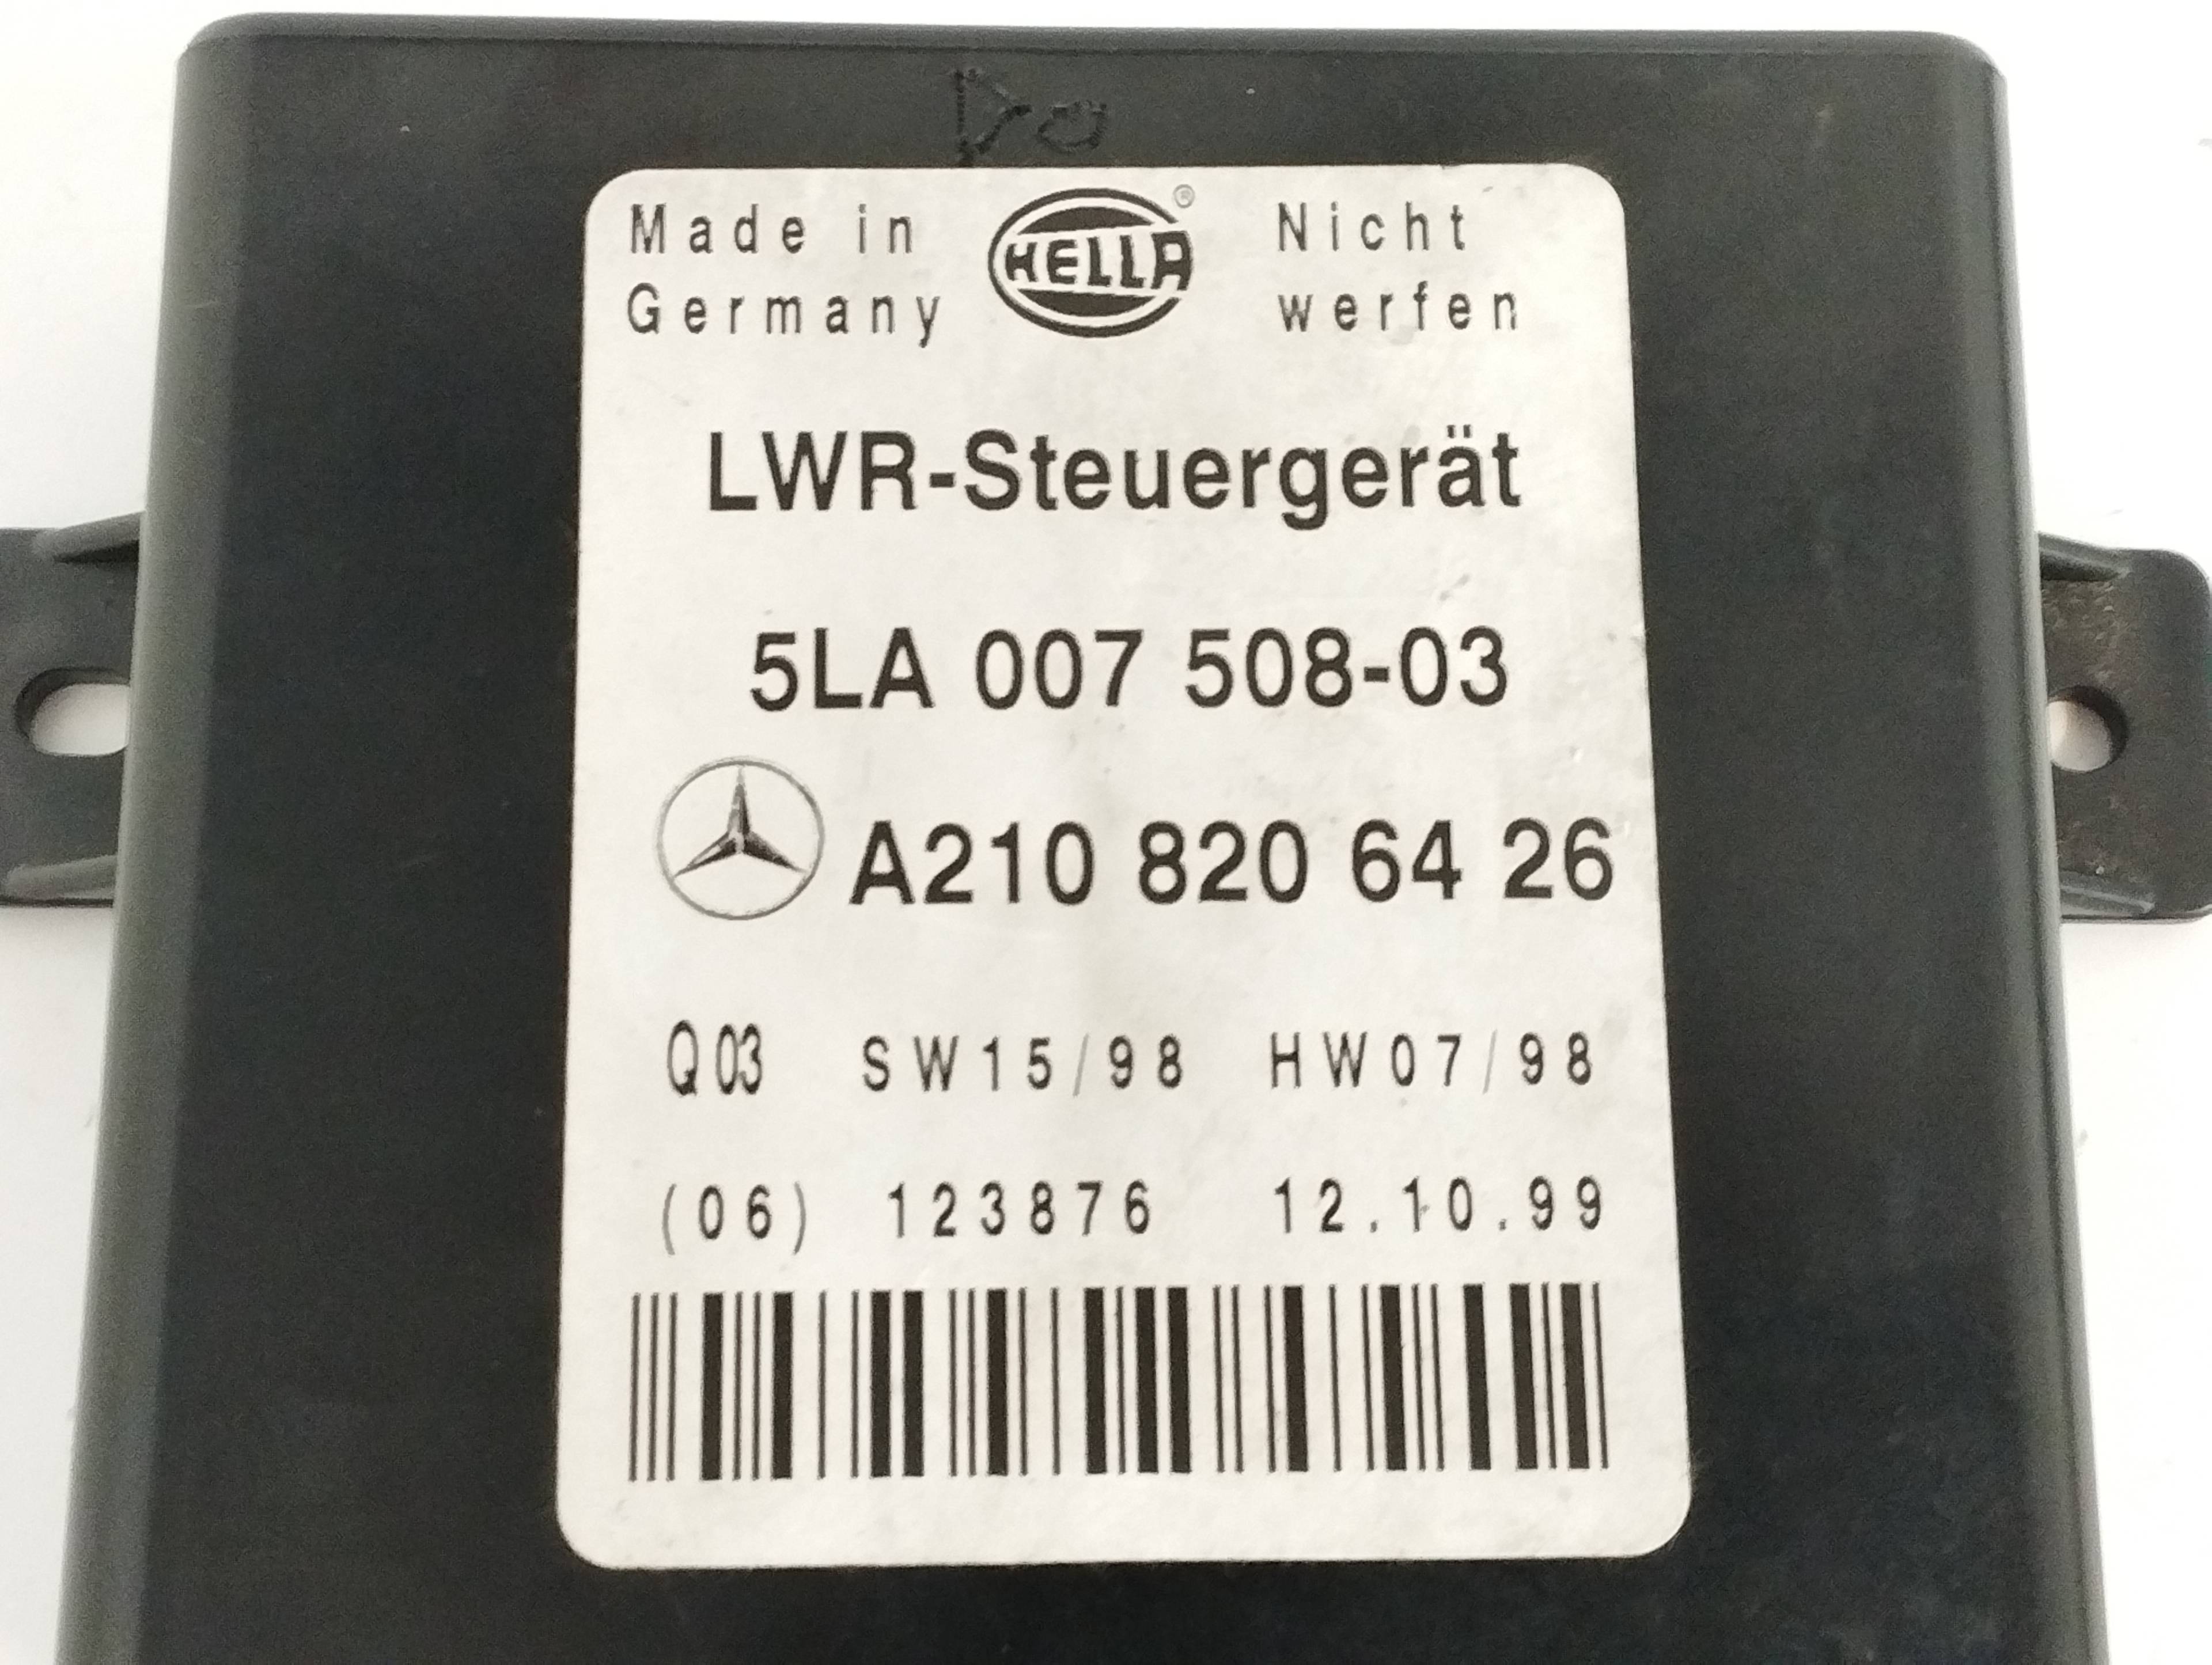 Made in
Germany
HELLA
®
Nicht
werfen
LWR-Steuergerät
5LA 007 508-03
A210 820 64 26
Q03 SW15/98 HW07/98
(06) 123876 12.10.99